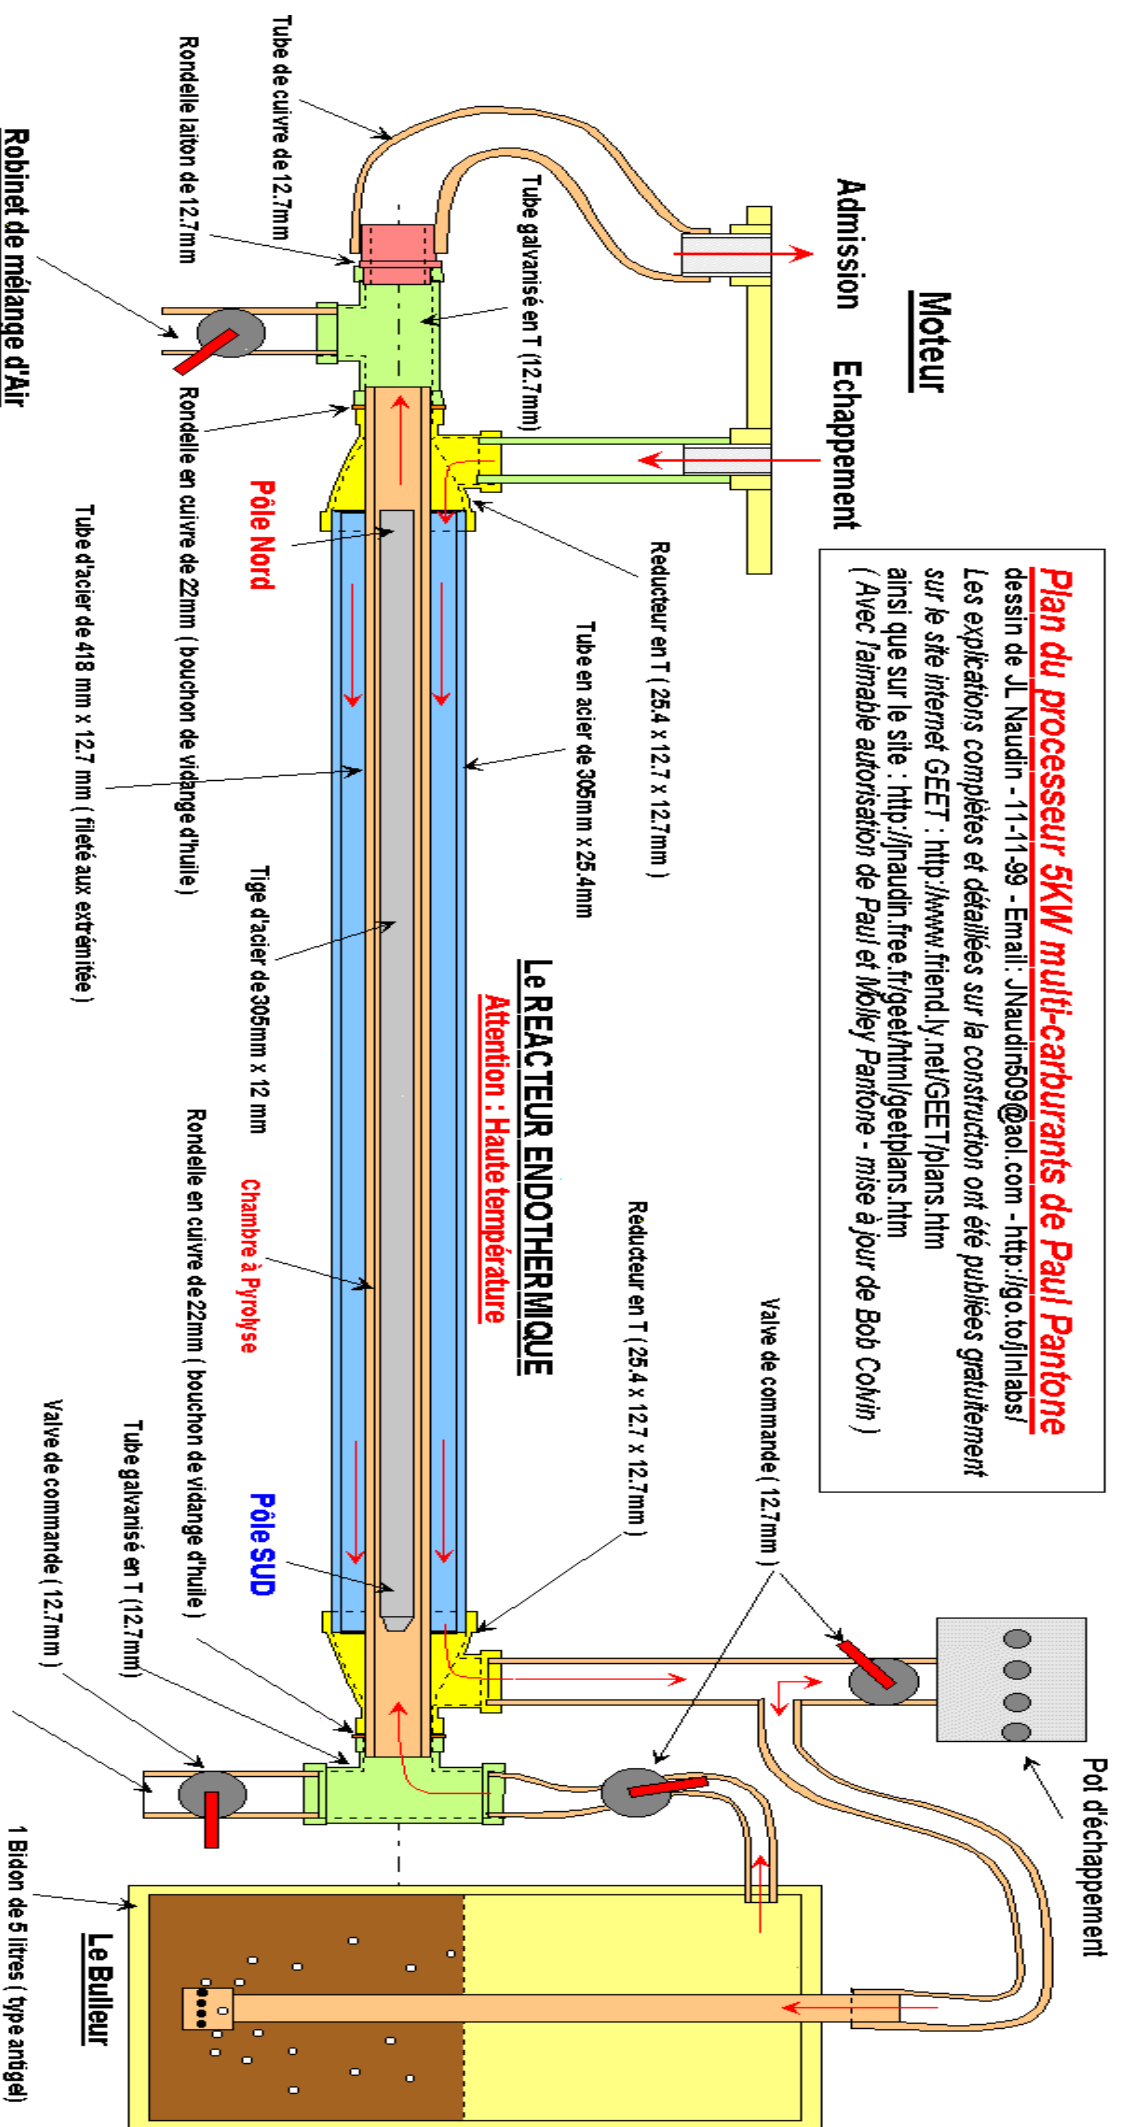 Plan du processeur 5KW multi-carburants de Paul Pantone
dessin de JL Naudin - 11-11-99 - Email: JNaudin509@aol.com - http://go.to/jlnlabs/
Les explications complètes et détaillées sur la construction ont été publiées gratuitement
sur le site internet GEET : http://www.friend.ly.net/GEET/plans.htm
ainsi que sur le site : http://jnaudin.free.fr/geet/html/geetplans.htm
( Avec l'aimable autorisation de Paul et Molley Pantone - mise à jour de Bob Colvin )
Moteur
Admission
Echappement
Pot d'échappement
Valve de commande ( 12.7mm )
Reducteur en T ( 25.4 x 12.7 x 12.7mm )
Reducteur en T ( 25.4 x 12.7 x 12.7mm )
Tube en acier de 305mm x 25.4mm
Le REACTEUR ENDOTHERMIQUE
Attention : Haute température
Tube galvanisé en T (12.7mm)
Tube de cuivre de 12.7mm
Rondelle laiton de 12.7mm
Robinet de mélange d'Air
Pôle Nord
Rondelle en cuivre de 22mm ( bouchon de vidange d'huile )
Tube d'acier de 418 mm x 12.7 mm ( fileté aux extrémitée )
Tige d'acier de 305mm x 12 mm
Chambre à Pyrolyse
Pôle SUD
Rondelle en cuivre de 22mm ( bouchon de vidange d'huile )
Tube galvanisé en T (12.7mm)
Valve de commande ( 12.7mm )
Le Bulleur
1 Bidon de 5 litres ( type antigel)